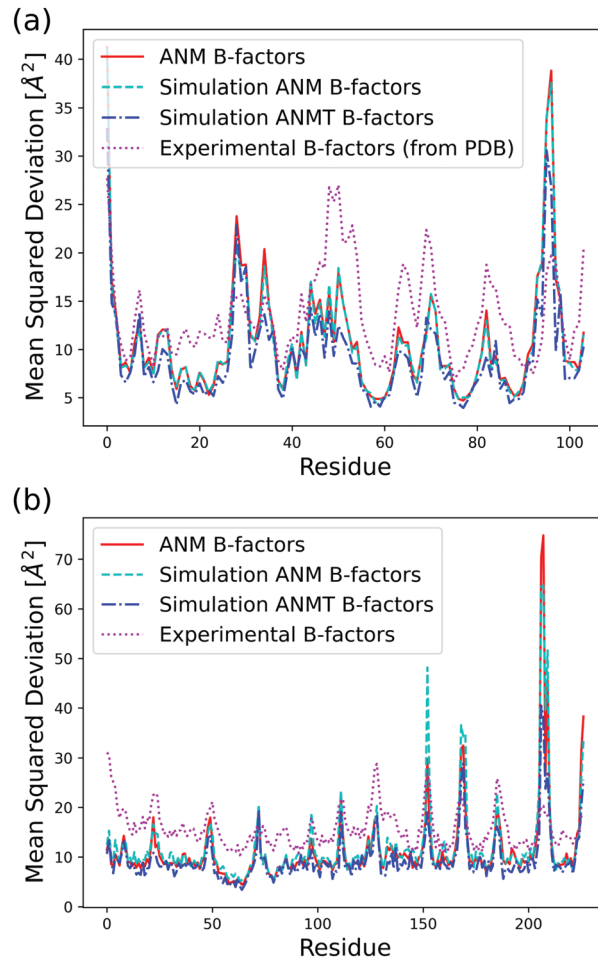 (a)
Mean Squared Deviation [Å²]
40
35
30
25
20
15
10
5
ANM B-factors
Simulation ANM B-factors
Simulation ANMT B-factors
Experimental B-factors (from PDB)
0 20 40 60 80 100
Residue
(b)
Mean Squared Deviation [Å²]
70
60
50
40
30
20
10
0
ANM B-factors
Simulation ANM B-factors
Simulation ANMT B-factors
Experimental B-factors
0 50 100 150 200
Residue